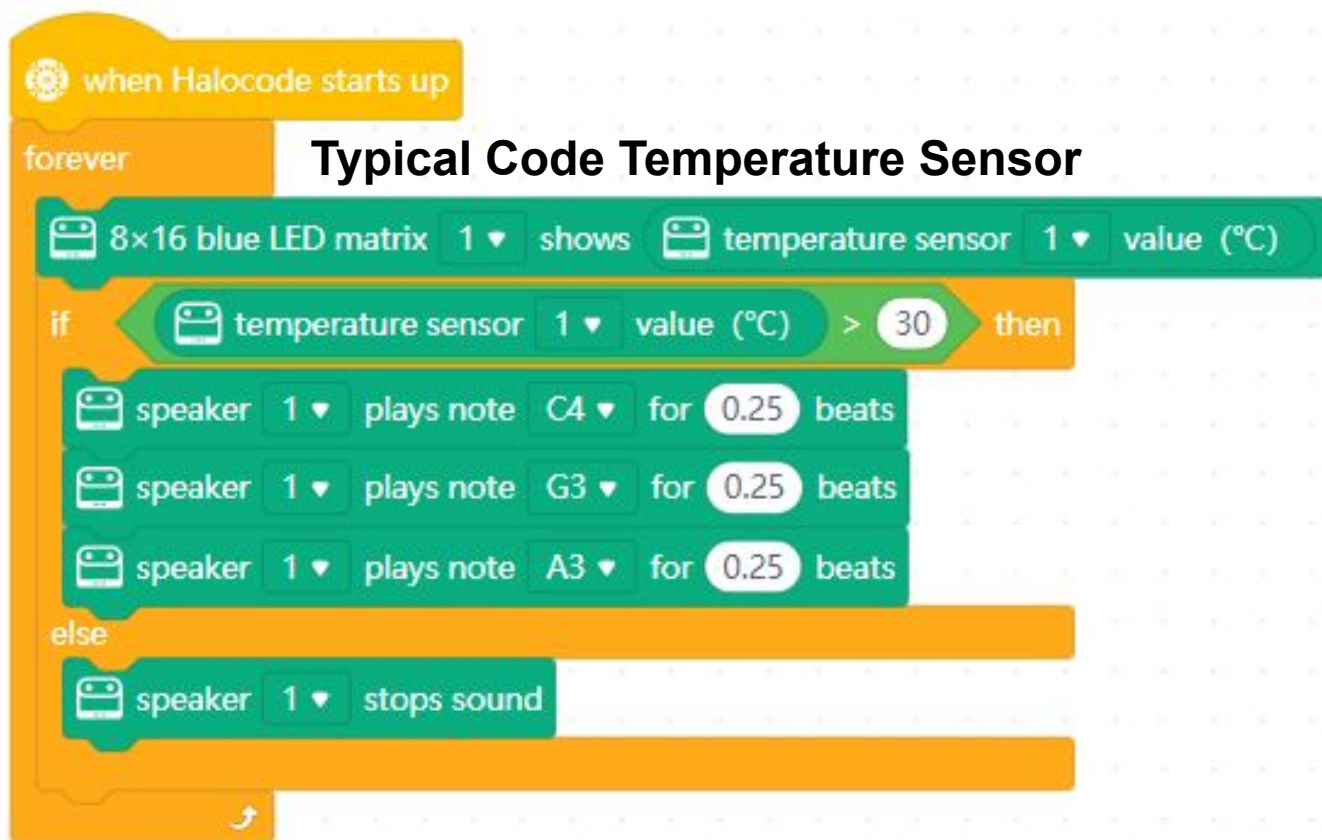 when Halocode starts up
forever
Typical Code Temperature Sensor
8×16 blue LED matrix 1 shows temperature sensor 1 value (°C)
if temperature sensor 1 value (°C) > 30 then
speaker 1 plays note C4 for 0.25 beats
speaker 1 plays note G3 for 0.25 beats
speaker 1 plays note A3 for 0.25 beats
else
speaker 1 stops sound